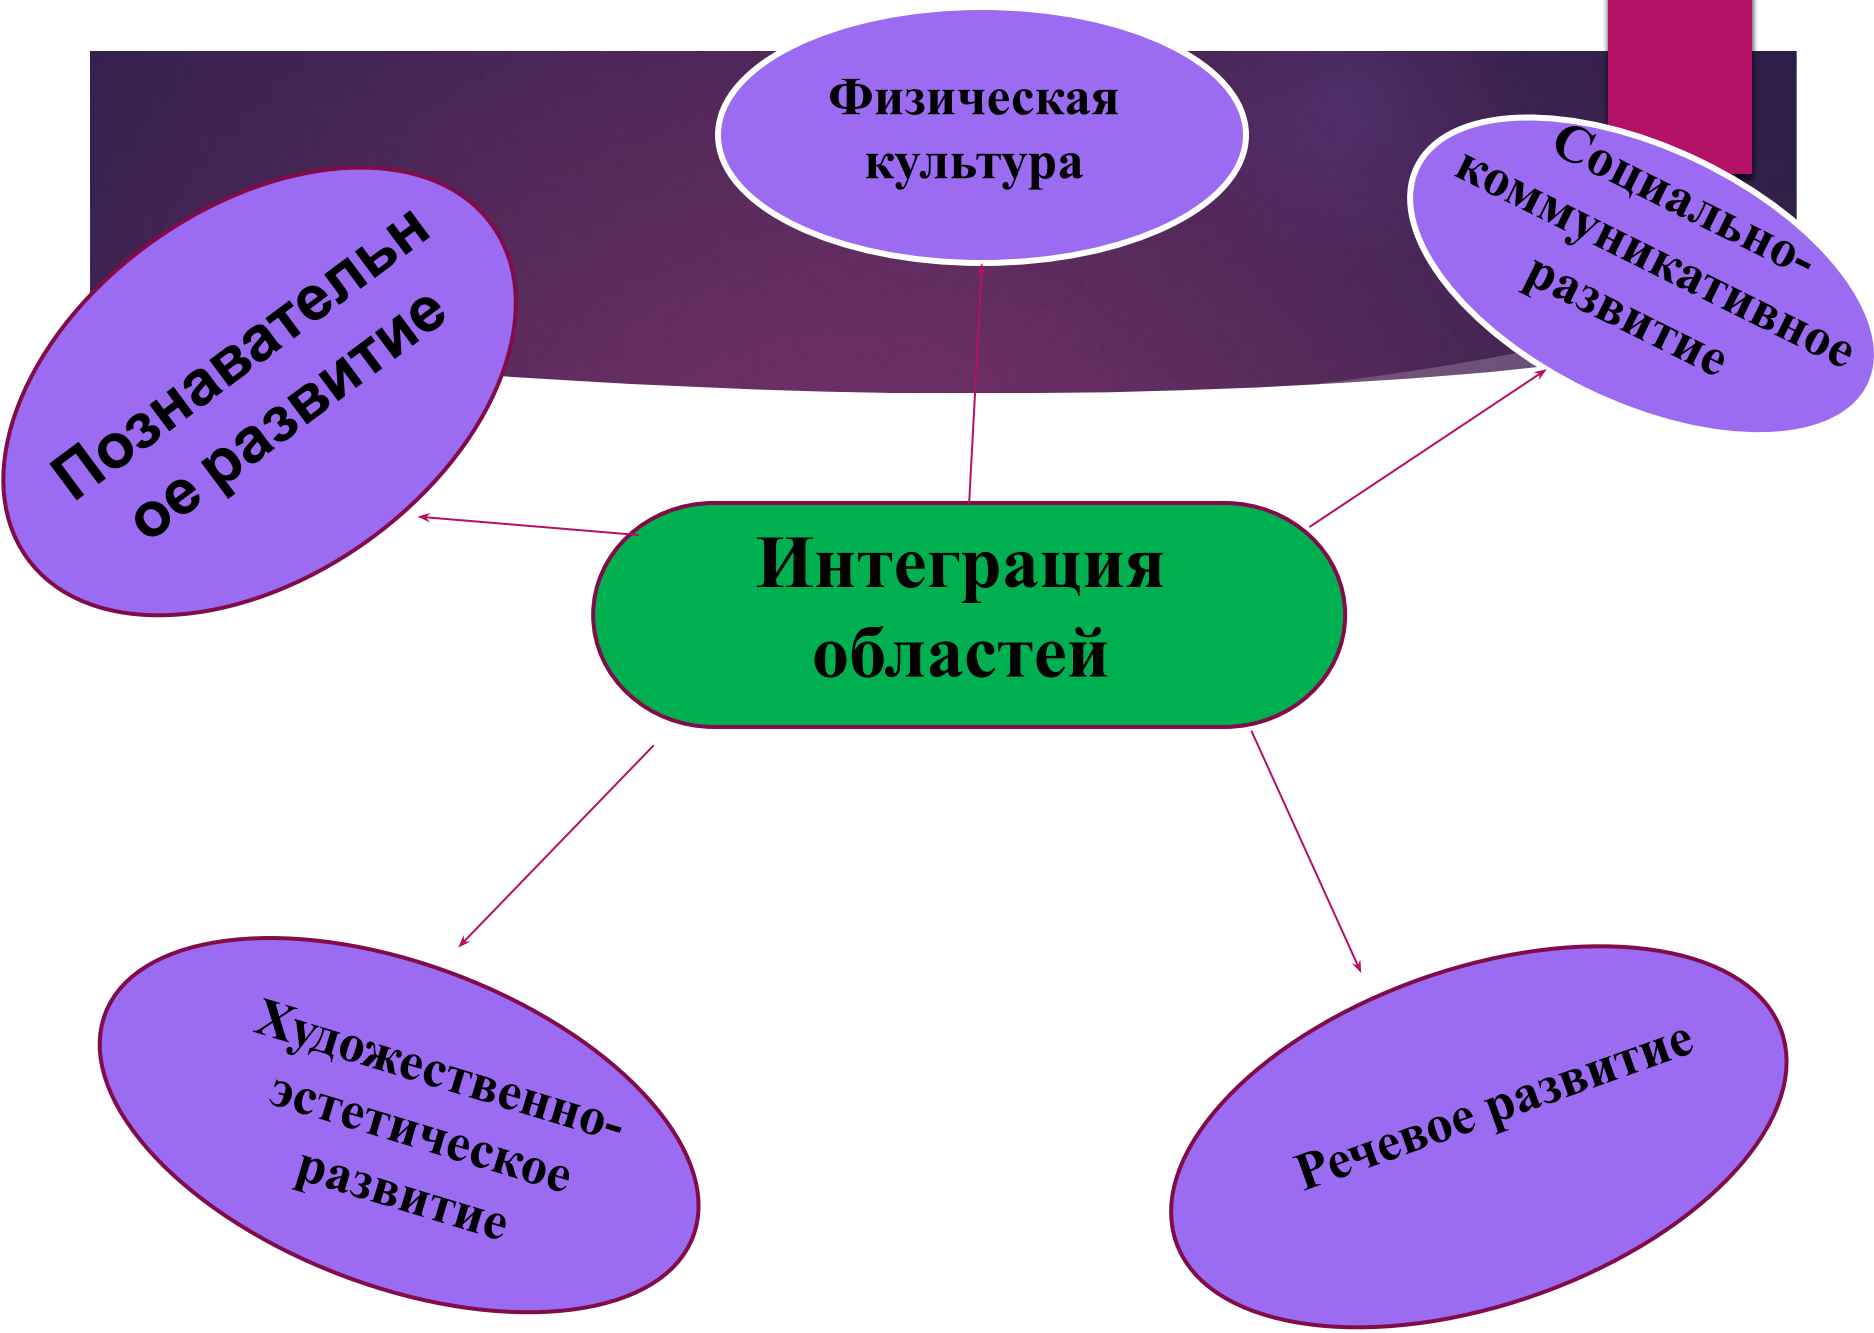 Физическая
культура
Социально-
коммуникативное
развитие
Познавательн
ое развитие
Интеграция
областей
Художественно-
эстетическое
развитие
Речевое развитие